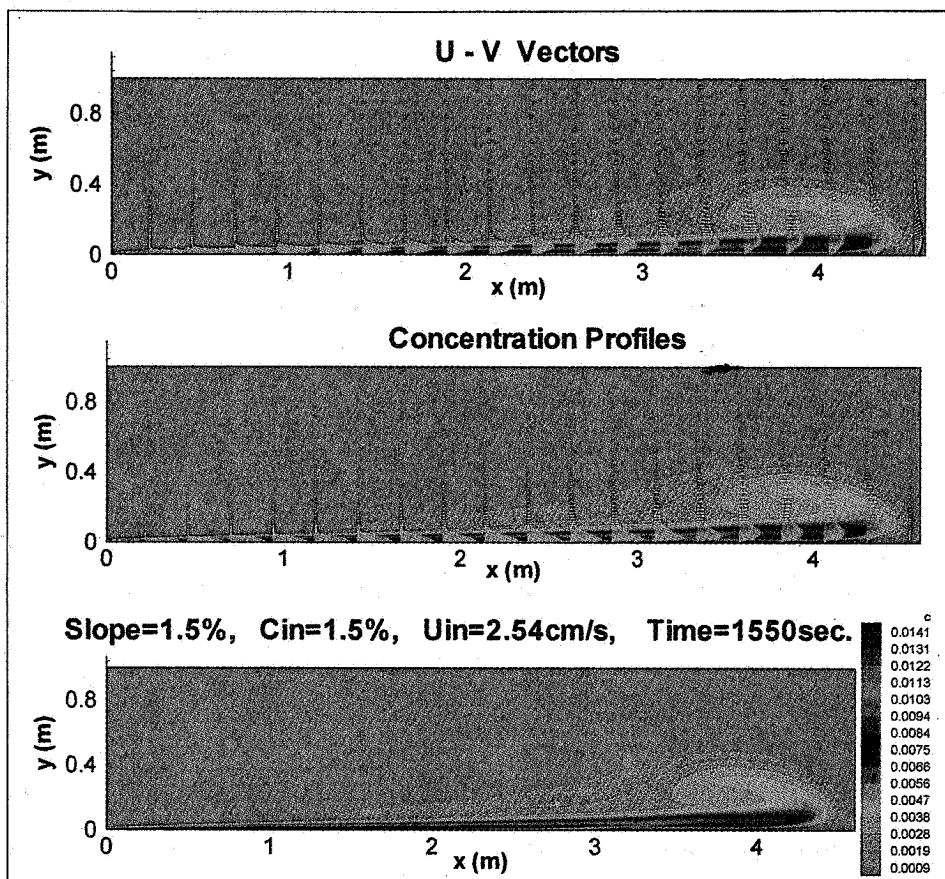 U - V Vectors
y (m)
0.8
0.4
0
0 1 2 3 4
x (m)
Concentration Profiles
y (m)
0.8
0.4
0
0 1 2 3 4
x (m)
Slope=1.5%, Cin=1.5%, Uin=2.54cm/s, Time=1550sec.
y (m)
0.8
0.4
0
0 1 2 3 4
x (m)
c
0.0141
0.0131
0.0122
0.0113
0.0103
0.0094
0.0084
0.0075
0.0066
0.0056
0.0047
0.0038
0.0028
0.0019
0.0009